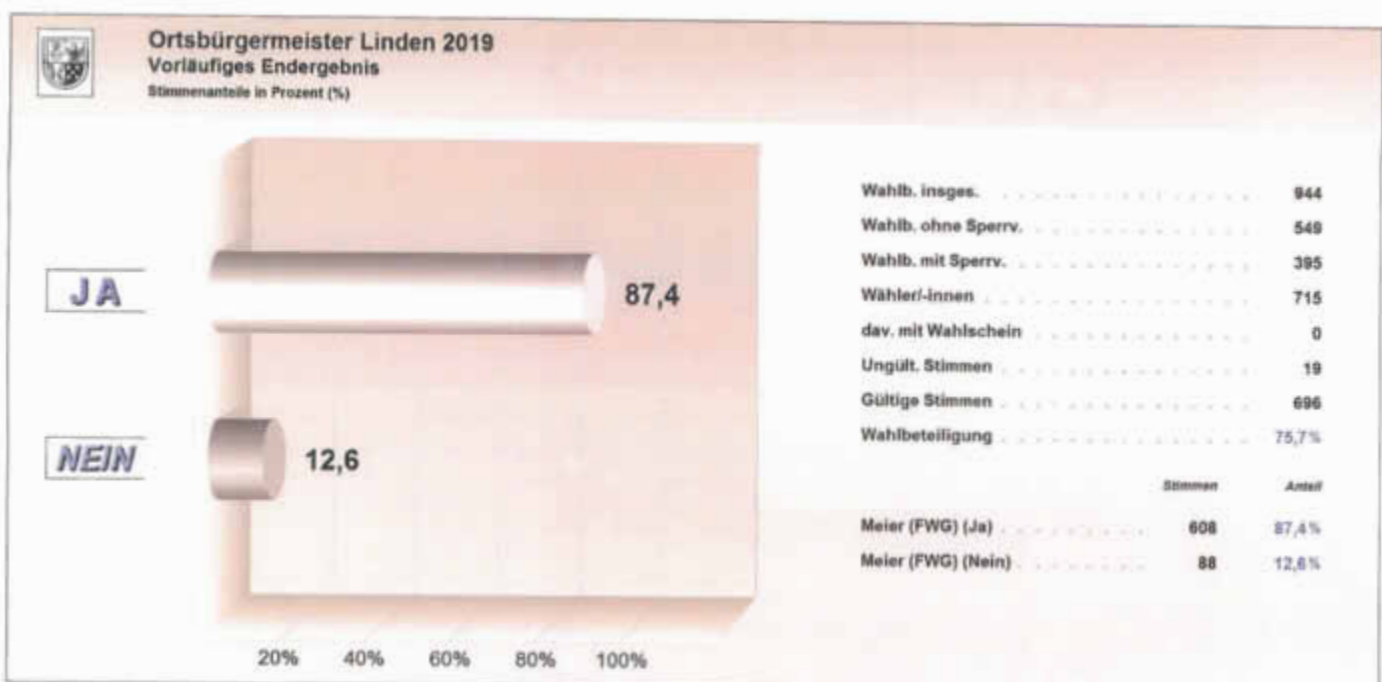 Ortsbürgermeister Linden 2019
Vorläufiges Endergebnis
Stimmenanteile in Prozent (%)
JA 87,4
NEIN 12,6
20% 40% 60% 80% 100%
Wahlb. insges. 944
Wahlb. ohne Sperrv. 549
Wahlb. mit Sperrv. 395
Wähler/-innen 715
dav. mit Wahlschein 0
Ungült. Stimmen 19
Gültige Stimmen 696
Wahlbeteiligung 75,7%
Stimmen Anteil
Meier (FWG) (Ja) 608 87,4%
Meier (FWG) (Nein) 88 12,6%